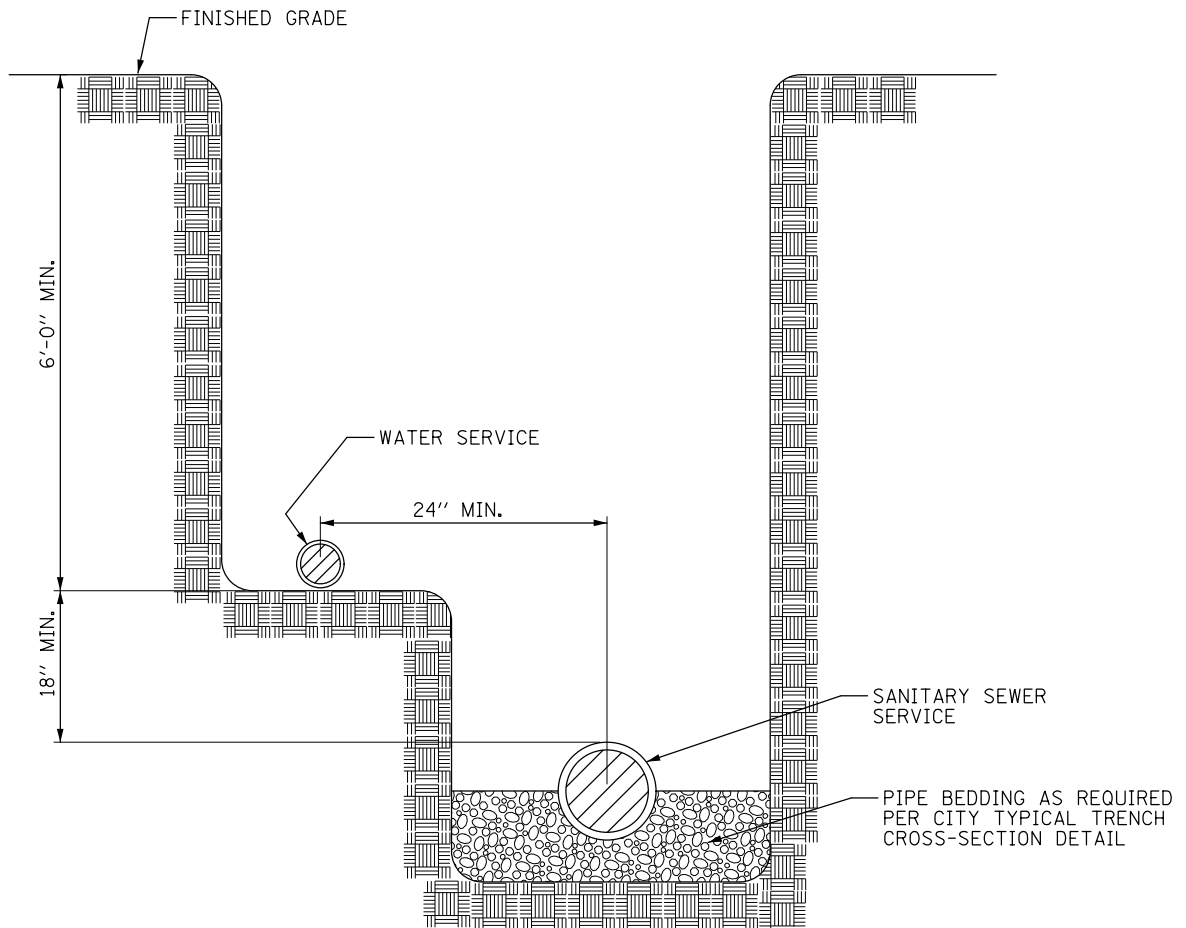 FINISHED GRADE
6'-0" MIN.
WATER SERVICE
24" MIN.
18" MIN.
SANITARY SEWER
SERVICE
PIPE BEDDING AS REQUIRED
PER CITY TYPICAL TRENCH
CROSS-SECTION DETAIL